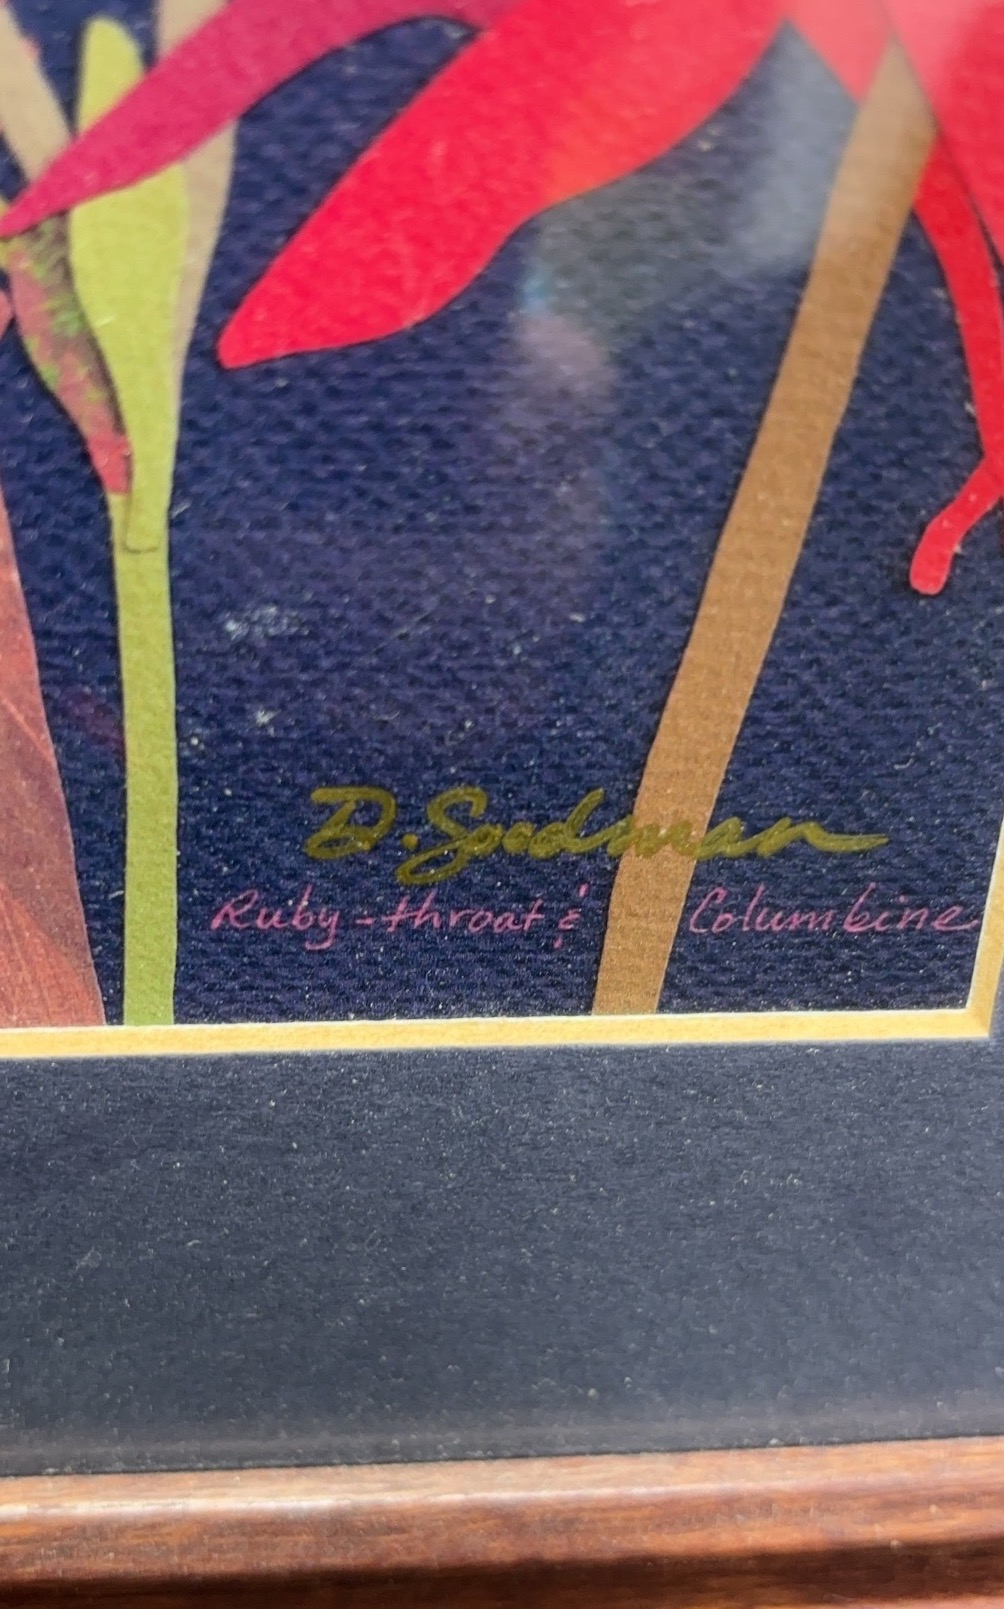 D. Goodman
Ruby-throat & Columbine